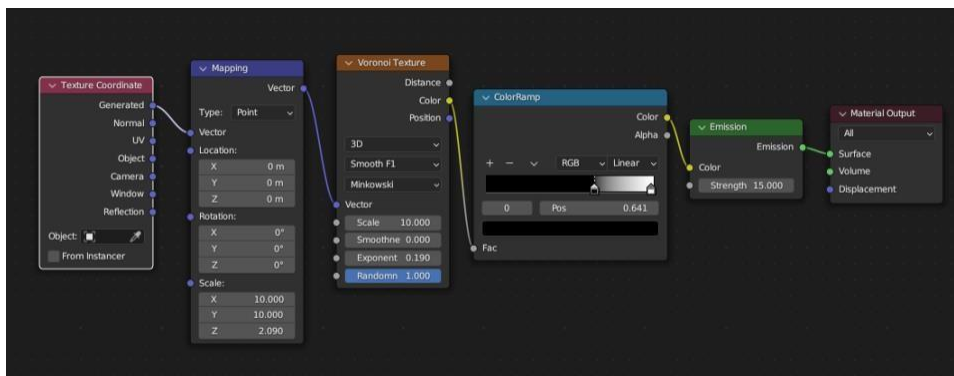 Texture Coordinate
Generated
Normal
UV
Object
Camera
Window
Reflection
Object:
From Instancer
Mapping
Vector
Type: Point
Vector
Location:
X 0 m
Y 0 m
Z 0 m
Rotation:
X 0°
Y 0°
Z 0°
Scale:
X 10.000
Y 10.000
Z 2.090
Voronoi Texture
Distance
Color
Position
3D
Smooth F1
Minkowski
Vector
Scale 10.000
Smoothne 0.000
Exponent 0.190
Randomn 1.000
ColorRamp
Color
Alpha
+ − RGB Linear
0 Pos 0.641
Fac
Emission
Emission
Color
Strength 15.000
Material Output
All
Surface
Volume
Displacement